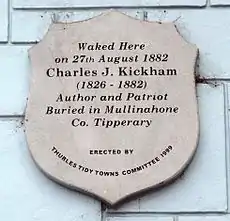 Waked Here
on 27th August 1882
Charles J. Kickham
(1826 - 1882)
Author and Patriot
Buried in Mullinahone
Co. Tipperary
ERECTED BY
THURLES TIDY TOWNS COMMITTEE 1999